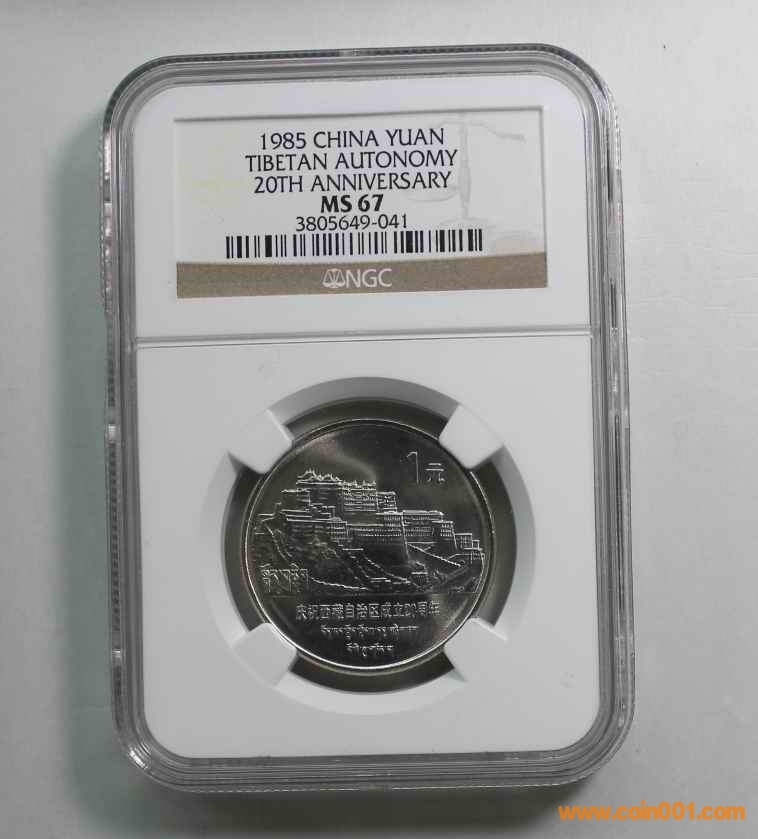 1985 CHINA YUAN
TIBETAN AUTONOMY
20TH ANNIVERSARY
MS 67
3805649-041
NGC
1元
庆祝西藏自治区成立20周年
www.coin001.com